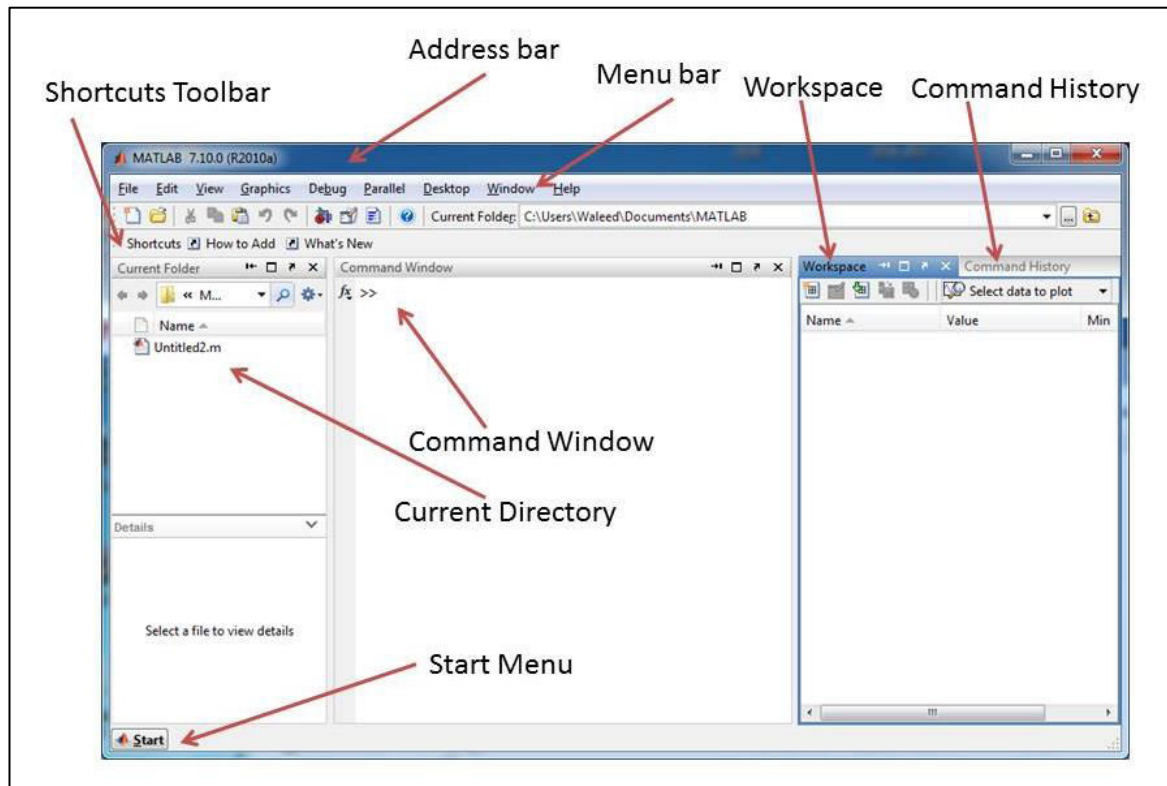 Address bar
Menu bar
Shortcuts Toolbar
Workspace
Command History
MATLAB 7.10.0 (R2010a)
File Edit View Graphics Debug Parallel Desktop Window Help
Current Folder: C:\Users\Waleed\Documents\MATLAB
Shortcuts How to Add What's New
Current Folder
Command Window
Workspace
Command History
« M...
fx >>
Select data to plot
Name
Name Value Min
Untitled2.m
Command Window
Current Directory
Details
Select a file to view details
Start Menu
Start